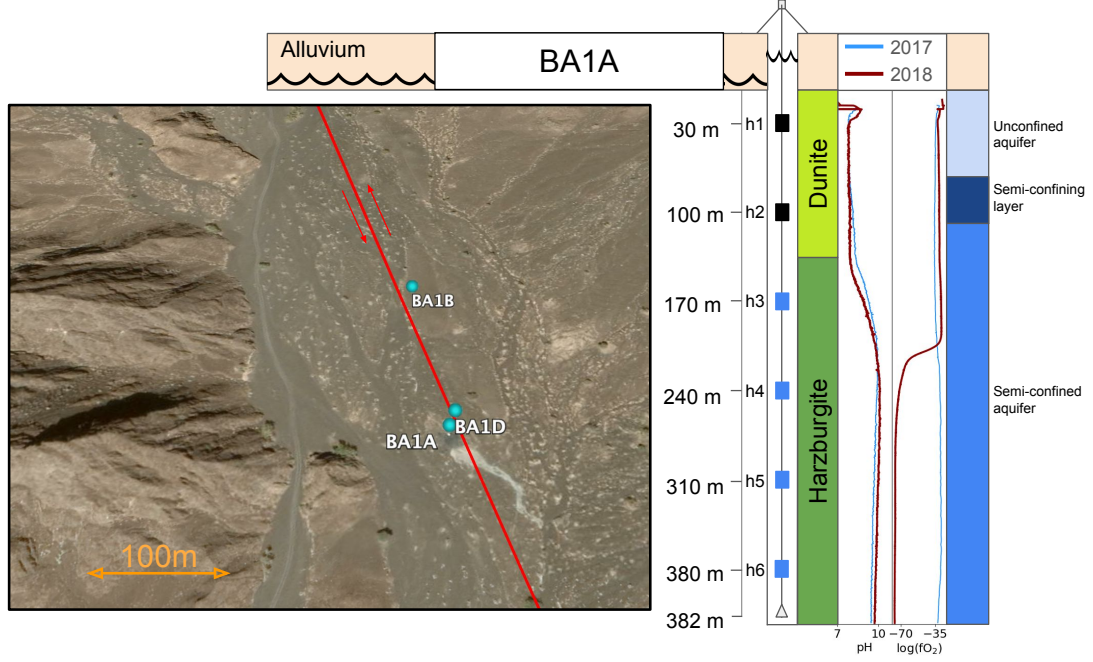 Alluvium
BA1A
2017
2018
BA1B
BA1D
BA1A
100m
30 m
h1
100 m
h2
170 m
h3
240 m
h4
310 m
h5
380 m
h6
382 m
Dunite
Harzburgite
Unconfined
aquifer
Semi-confining
layer
Semi-confined
aquifer
7
10
−70
−35
pH
log(fO₂)